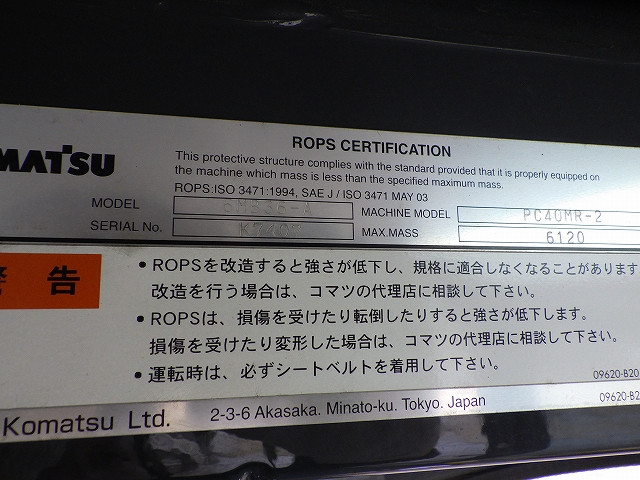 OMATSU
ROPS CERTIFICATION
This protective structure complies with the standard provided that it is properly equipped on
the machine which mass is less than the specified maximum mass.
ROPS:ISO 3471:1994, SAE J / ISO 3471 MAY 03
MODEL MACHINE MODEL PC40MR-2
SERIAL No. MAX.MASS 6120
警告
・ROPSを改造すると強さが低下し、規格に適合しなくなることがあります
改造を行う場合は、コマツの代理店に相談して下さい。
・ROPSは、損傷を受けたり転倒したりすると強さが低下します。
損傷を受けたり変形した場合は、コマツの代理店に相談して下さい。
・運転時は、必ずシートベルトを着用して下さい。
09620-B20
09620-B2
Komatsu Ltd. 2-3-6 Akasaka. Minato-ku. Tokyo. Japan